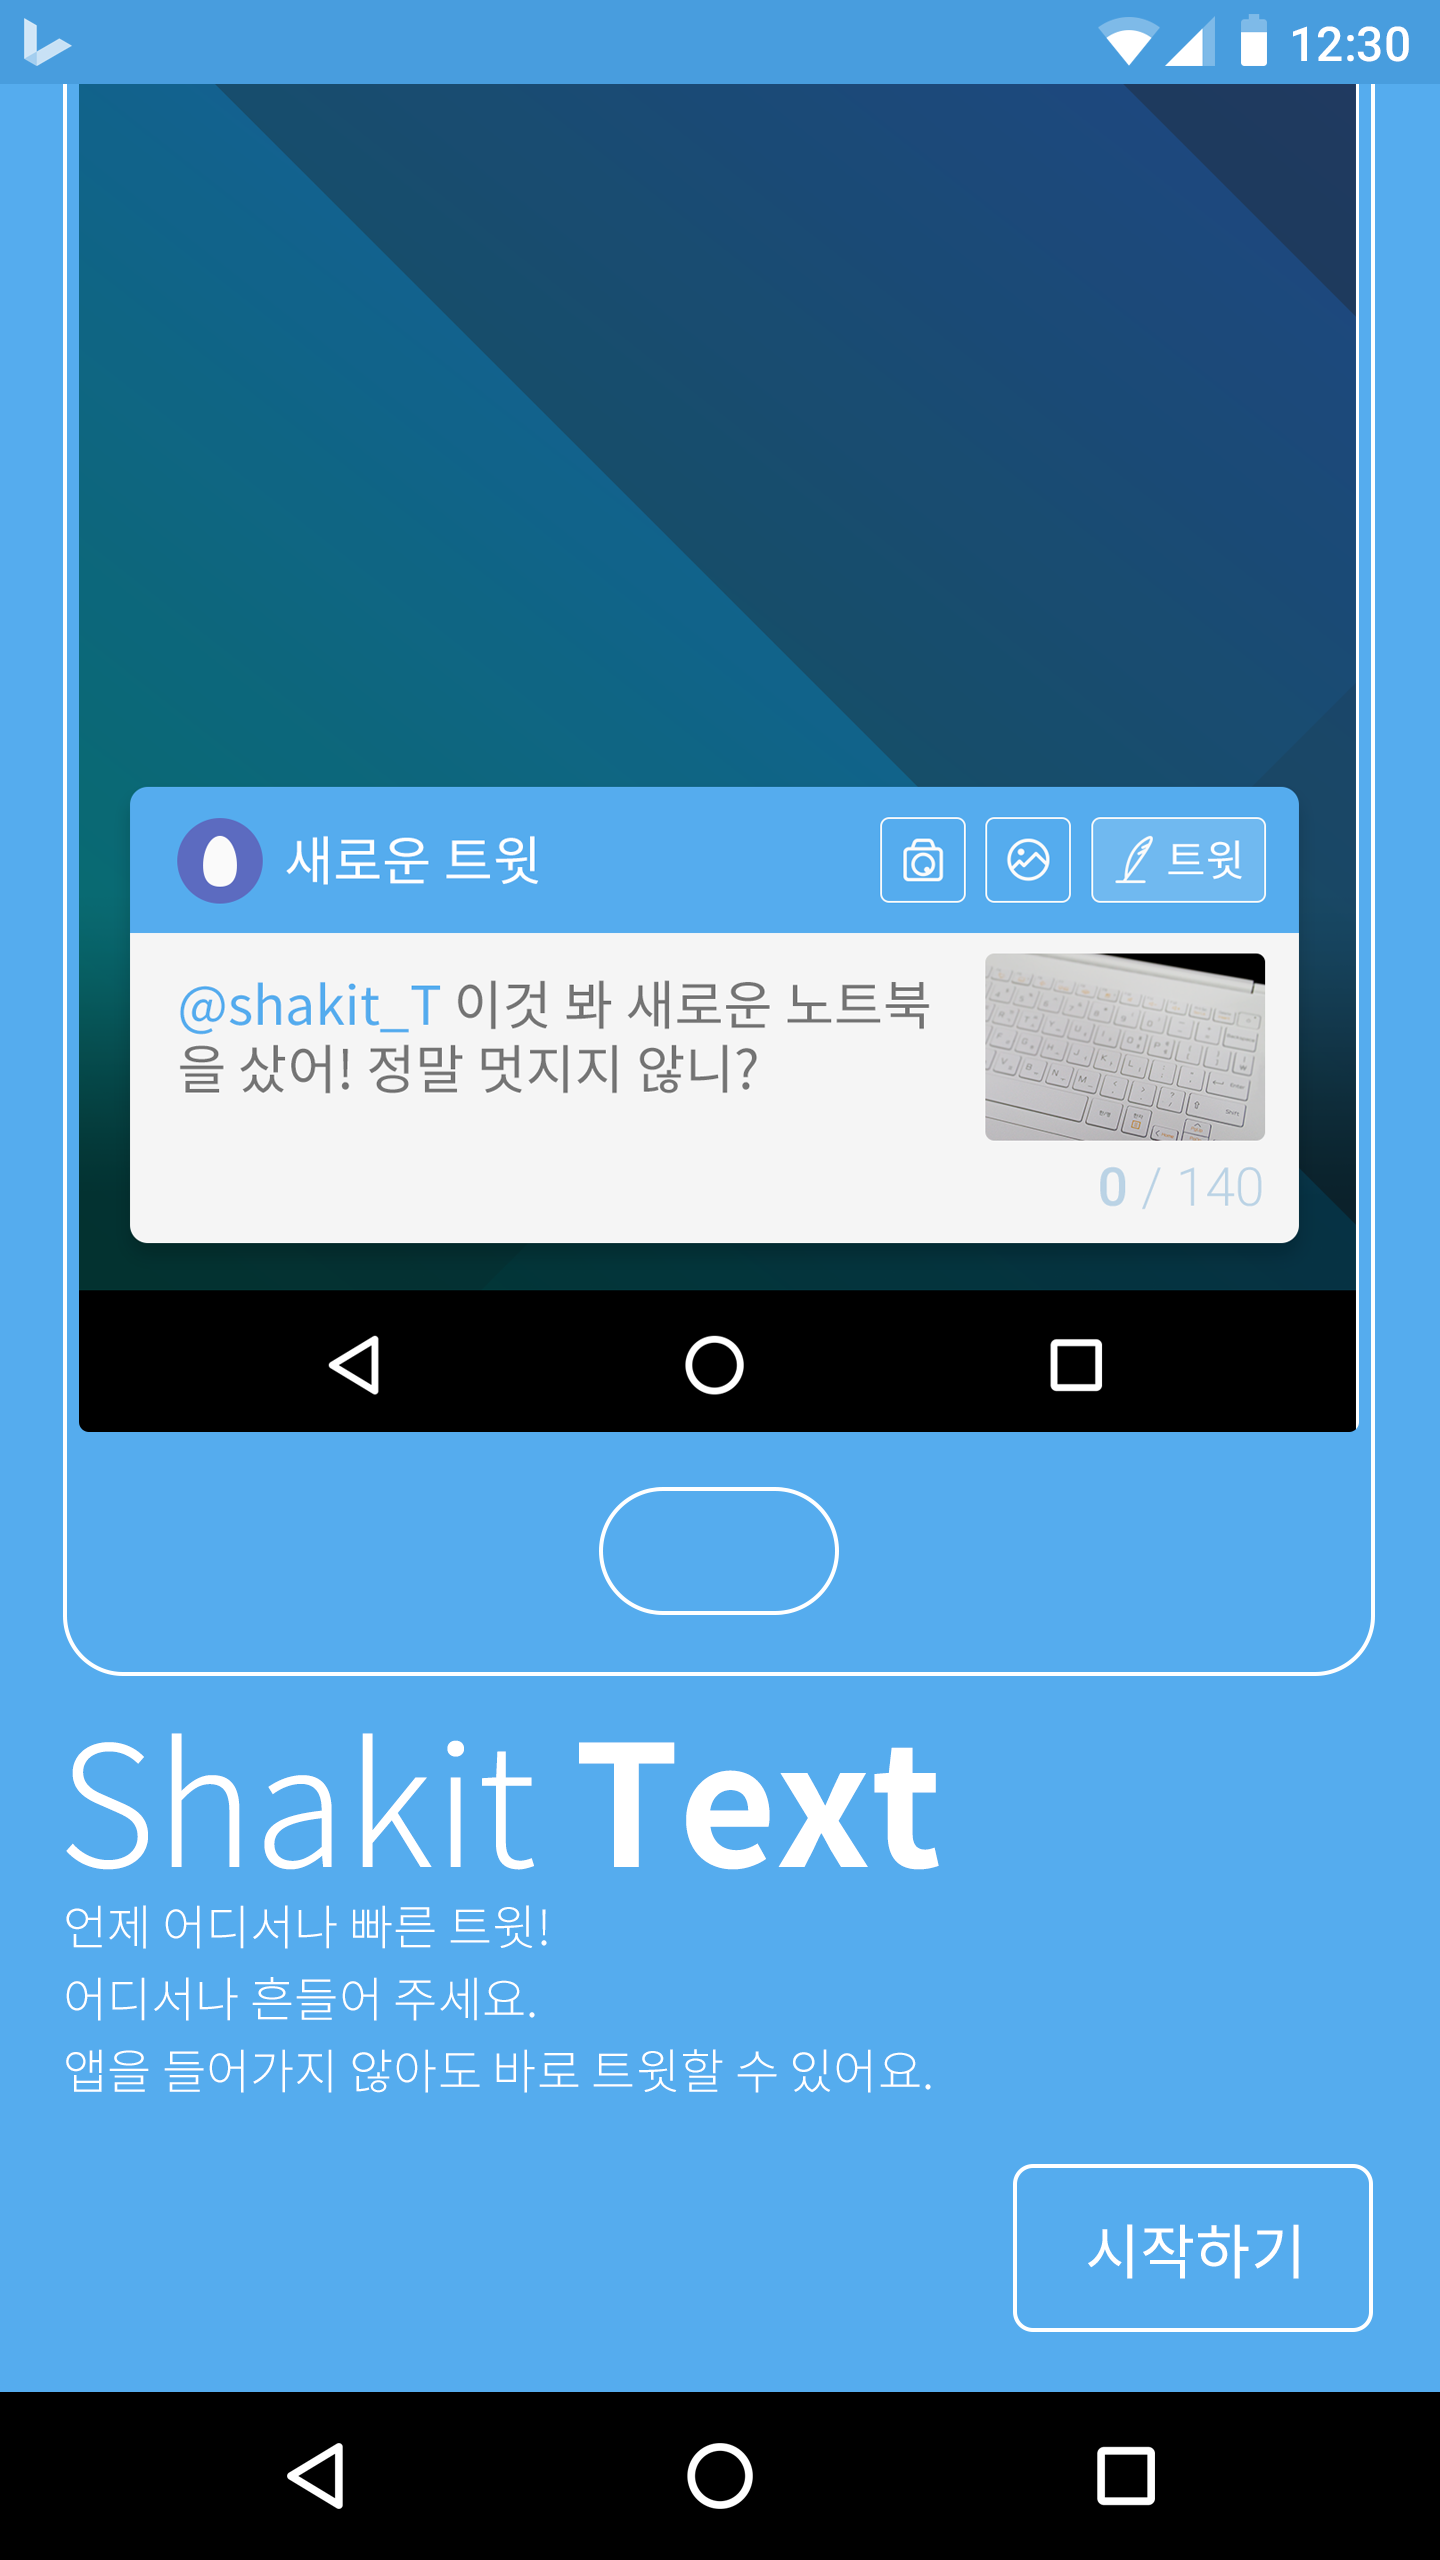 12:30
새로운 트윗
트윗
@shakit_T 이것 봐 새로운 노트북
을 샀어! 정말 멋지지 않니?
0 / 140
Shakit Text
언제 어디서나 빠른 트윗!
어디서나 흔들어 주세요.
앱을 들어가지 않아도 바로 트윗할 수 있어요.
시작하기